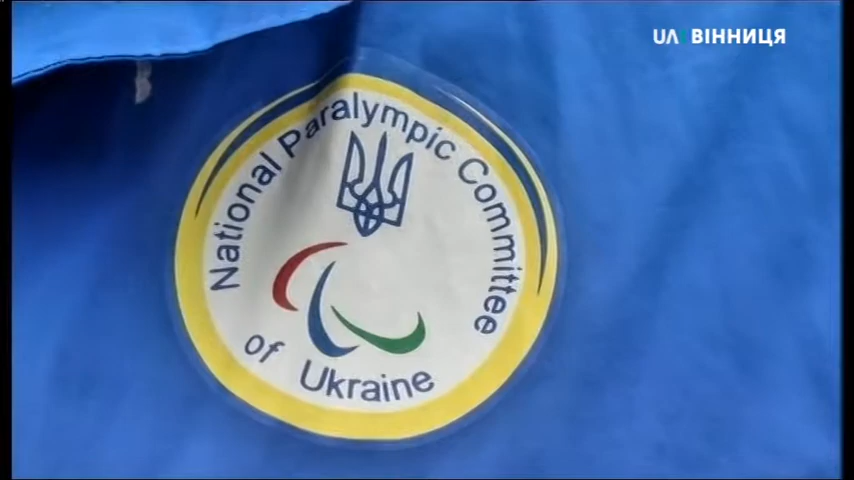 UA: ВІННИЦЯ
National Paralympic Committee
of Ukraine